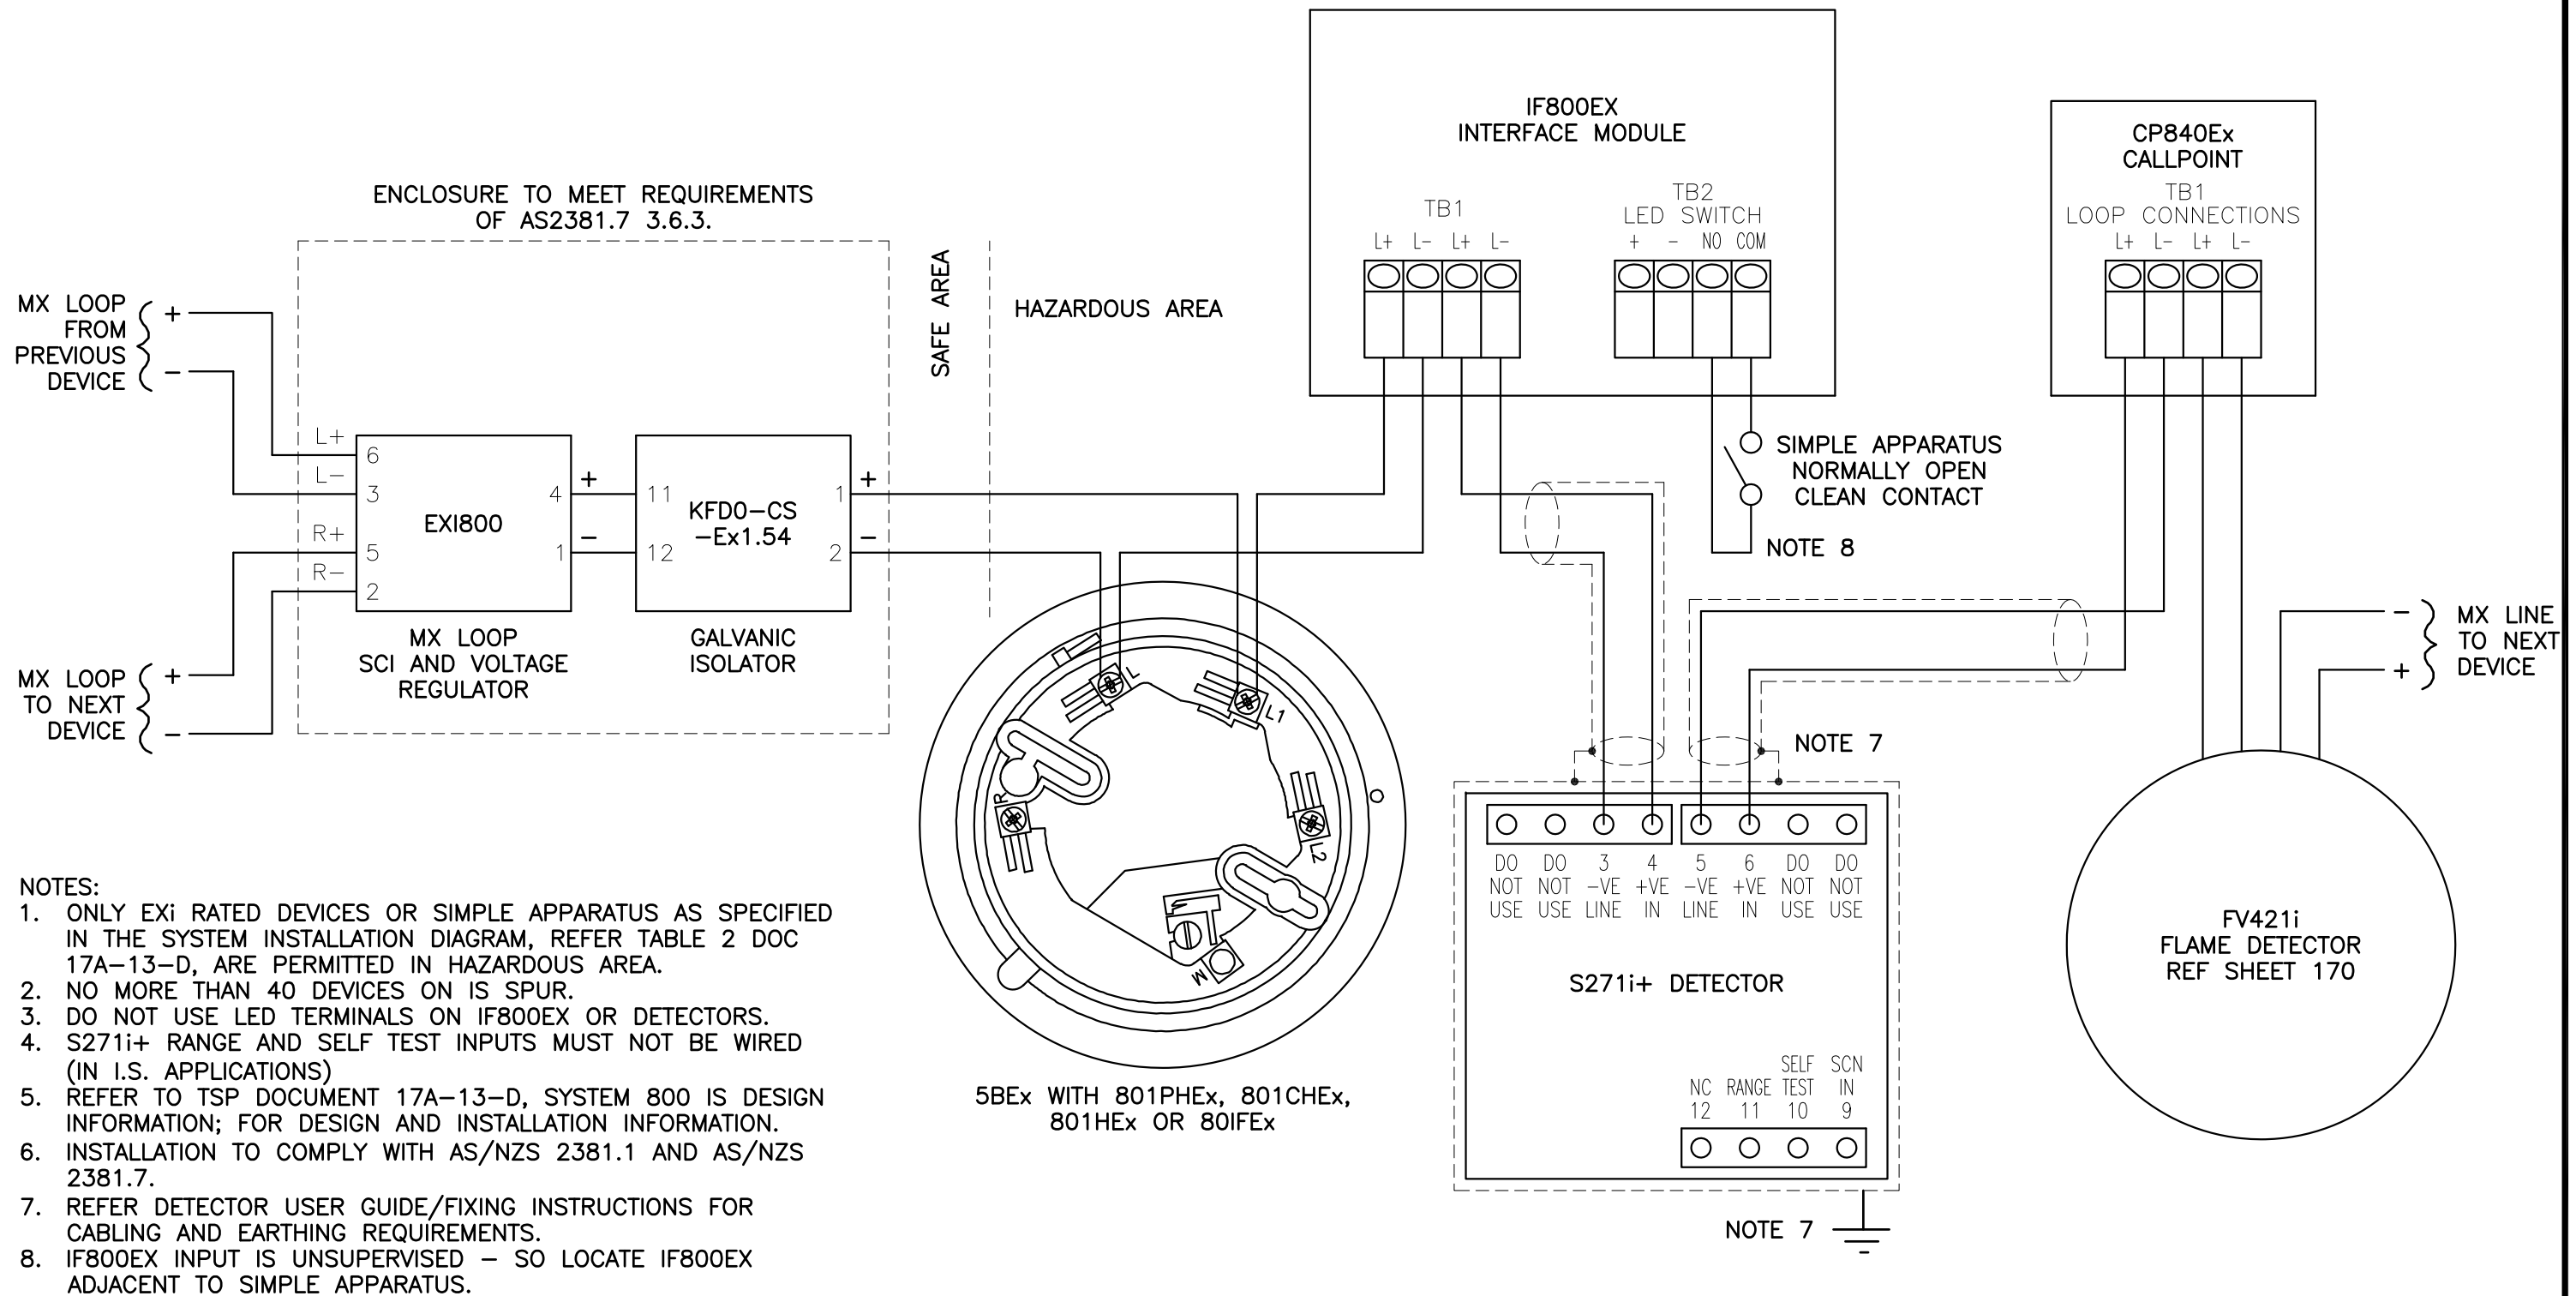 ENCLOSURE TO MEET REQUIREMENTS
OF AS2381.7 3.6.3.
SAFE AREA
HAZARDOUS AREA
MX LOOP
FROM
PREVIOUS
DEVICE
+
−
L+
L−
R+
R−
6
3
5
2
EXI800
4
1
+
−
MX LOOP
SCI AND VOLTAGE
REGULATOR
11
12
KFD0−CS
−Ex1.54
1
2
+
−
GALVANIC
ISOLATOR
MX LOOP
TO NEXT
DEVICE
+
−
IF800EX
INTERFACE MODULE
TB1
L+ L− L+ L−
TB2
LED SWITCH
+ − NO COM
SIMPLE APPARATUS
NORMALLY OPEN
CLEAN CONTACT
NOTE 8
CP840Ex
CALLPOINT
TB1
LOOP CONNECTIONS
L+ L− L+ L−
−
+
MX LINE
TO NEXT
DEVICE
L
L1
R
L2
M
5BEx WITH 801PHEx, 801CHEx,
801HEx OR 80IFEx
NOTE 7
DO DO 3 4 5 6 DO DO
NOT NOT −VE +VE −VE +VE NOT NOT
USE USE LINE IN LINE IN USE USE
S271i+ DETECTOR
SELF SCN
NC RANGE TEST IN
12 11 10 9
NOTE 7
FV421i
FLAME DETECTOR
REF SHEET 170
NOTES:
1. ONLY EXi RATED DEVICES OR SIMPLE APPARATUS AS SPECIFIED
IN THE SYSTEM INSTALLATION DIAGRAM, REFER TABLE 2 DOC
17A−13−D, ARE PERMITTED IN HAZARDOUS AREA.
2. NO MORE THAN 40 DEVICES ON IS SPUR.
3. DO NOT USE LED TERMINALS ON IF800EX OR DETECTORS.
4. S271i+ RANGE AND SELF TEST INPUTS MUST NOT BE WIRED
(IN I.S. APPLICATIONS)
5. REFER TO TSP DOCUMENT 17A−13−D, SYSTEM 800 IS DESIGN
INFORMATION; FOR DESIGN AND INSTALLATION INFORMATION.
6. INSTALLATION TO COMPLY WITH AS/NZS 2381.1 AND AS/NZS
2381.7.
7. REFER DETECTOR USER GUIDE/FIXING INSTRUCTIONS FOR
CABLING AND EARTHING REQUIREMENTS.
8. IF800EX INPUT IS UNSUPERVISED − SO LOCATE IF800EX
ADJACENT TO SIMPLE APPARATUS.